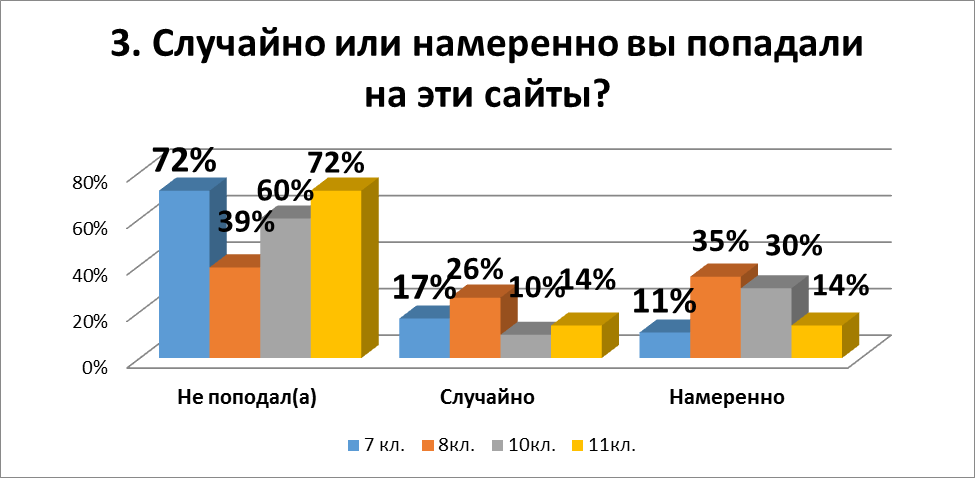 3. Случайно или намеренно вы попадали
на эти сайты?
80%
60%
40%
20%
0%
72%
39%
60%
72%
17%
26%
10%
14%
11%
35%
30%
14%
Не поподал(а)
Случайно
Намеренно
7 кл.
8кл.
10кл.
11кл.